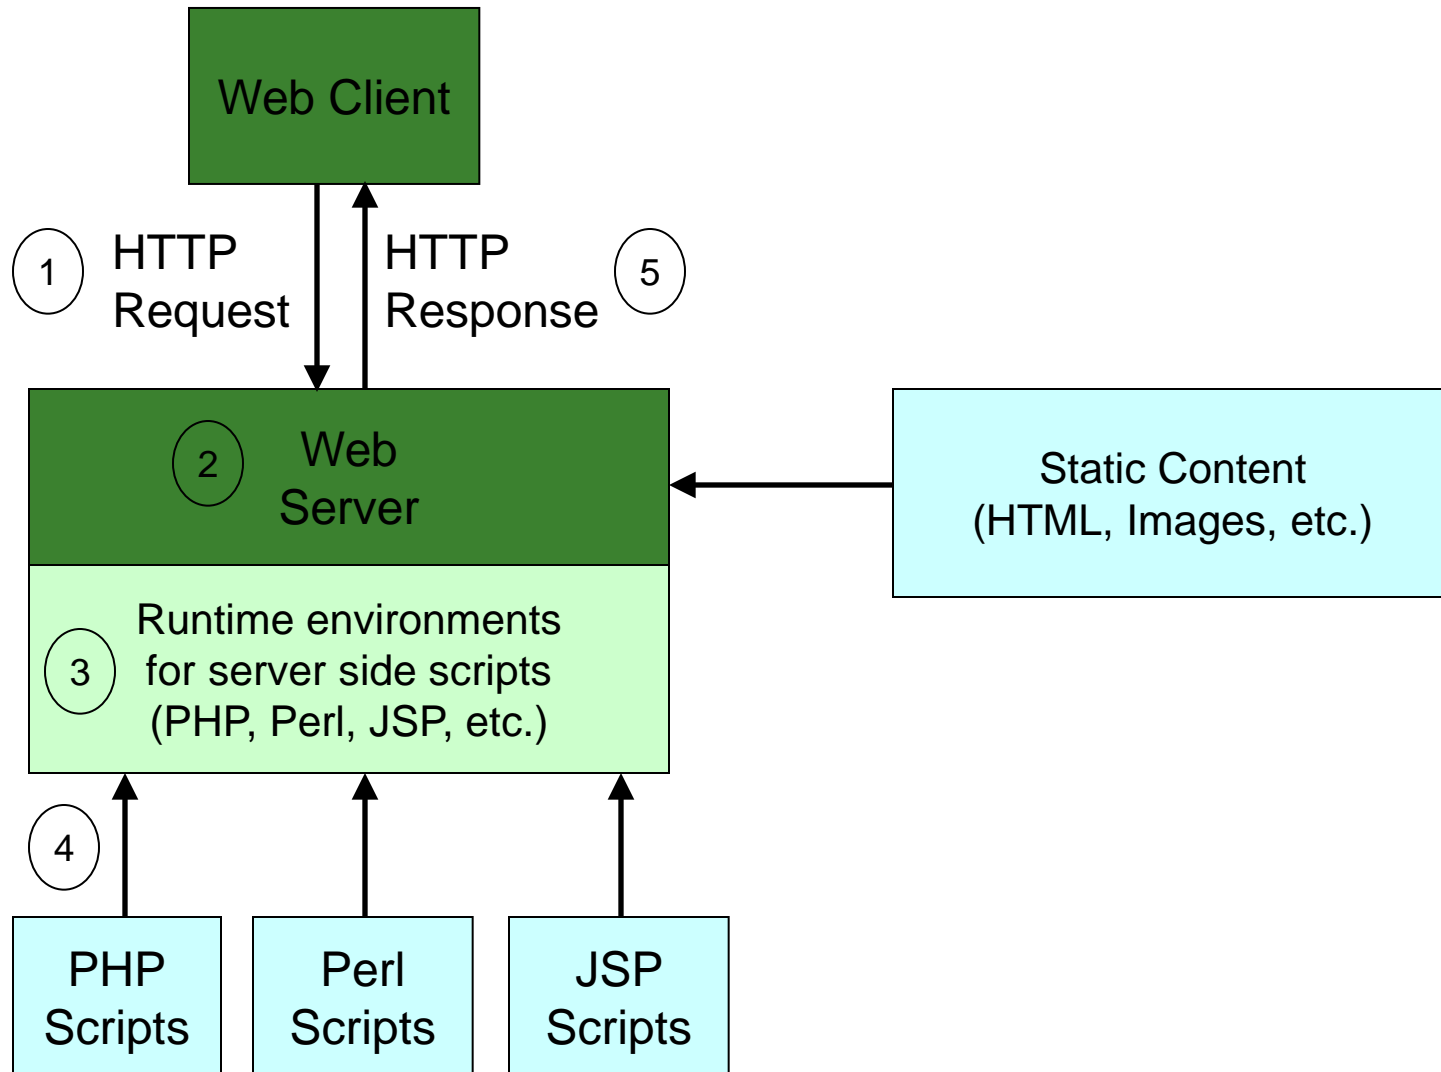 Web Client
1
HTTP
Request
HTTP
Response
5
2
Web
Server
Static Content
(HTML, Images, etc.)
3
Runtime environments
for server side scripts
(PHP, Perl, JSP, etc.)
4
PHP
Scripts
Perl
Scripts
JSP
Scripts